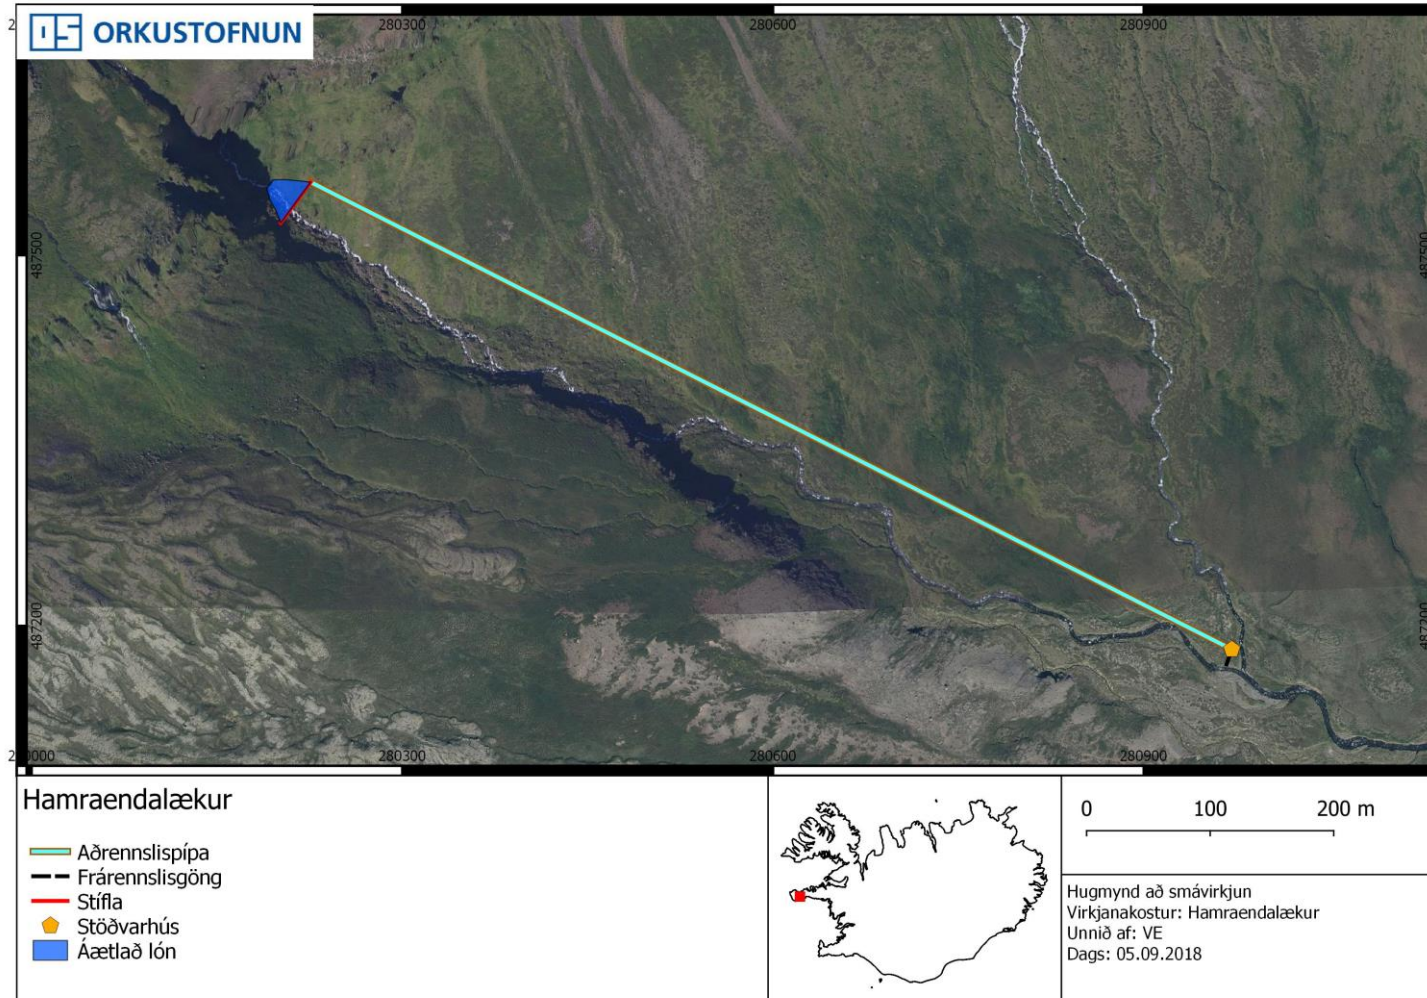 OS ORKUSTOFNUN
280300
280600
280900
487500
487500
487200
487200
280300
280600
280900
Hamraendalækur
Aðrennslispípa
Frárennslisgöng
Stífla
Stöðvarhús
Áætlað lón
0 100 200 m
Hugmynd að smávirkjun
Virkjanakostur: Hamraendalækur
Unnið af: VE
Dags: 05.09.2018